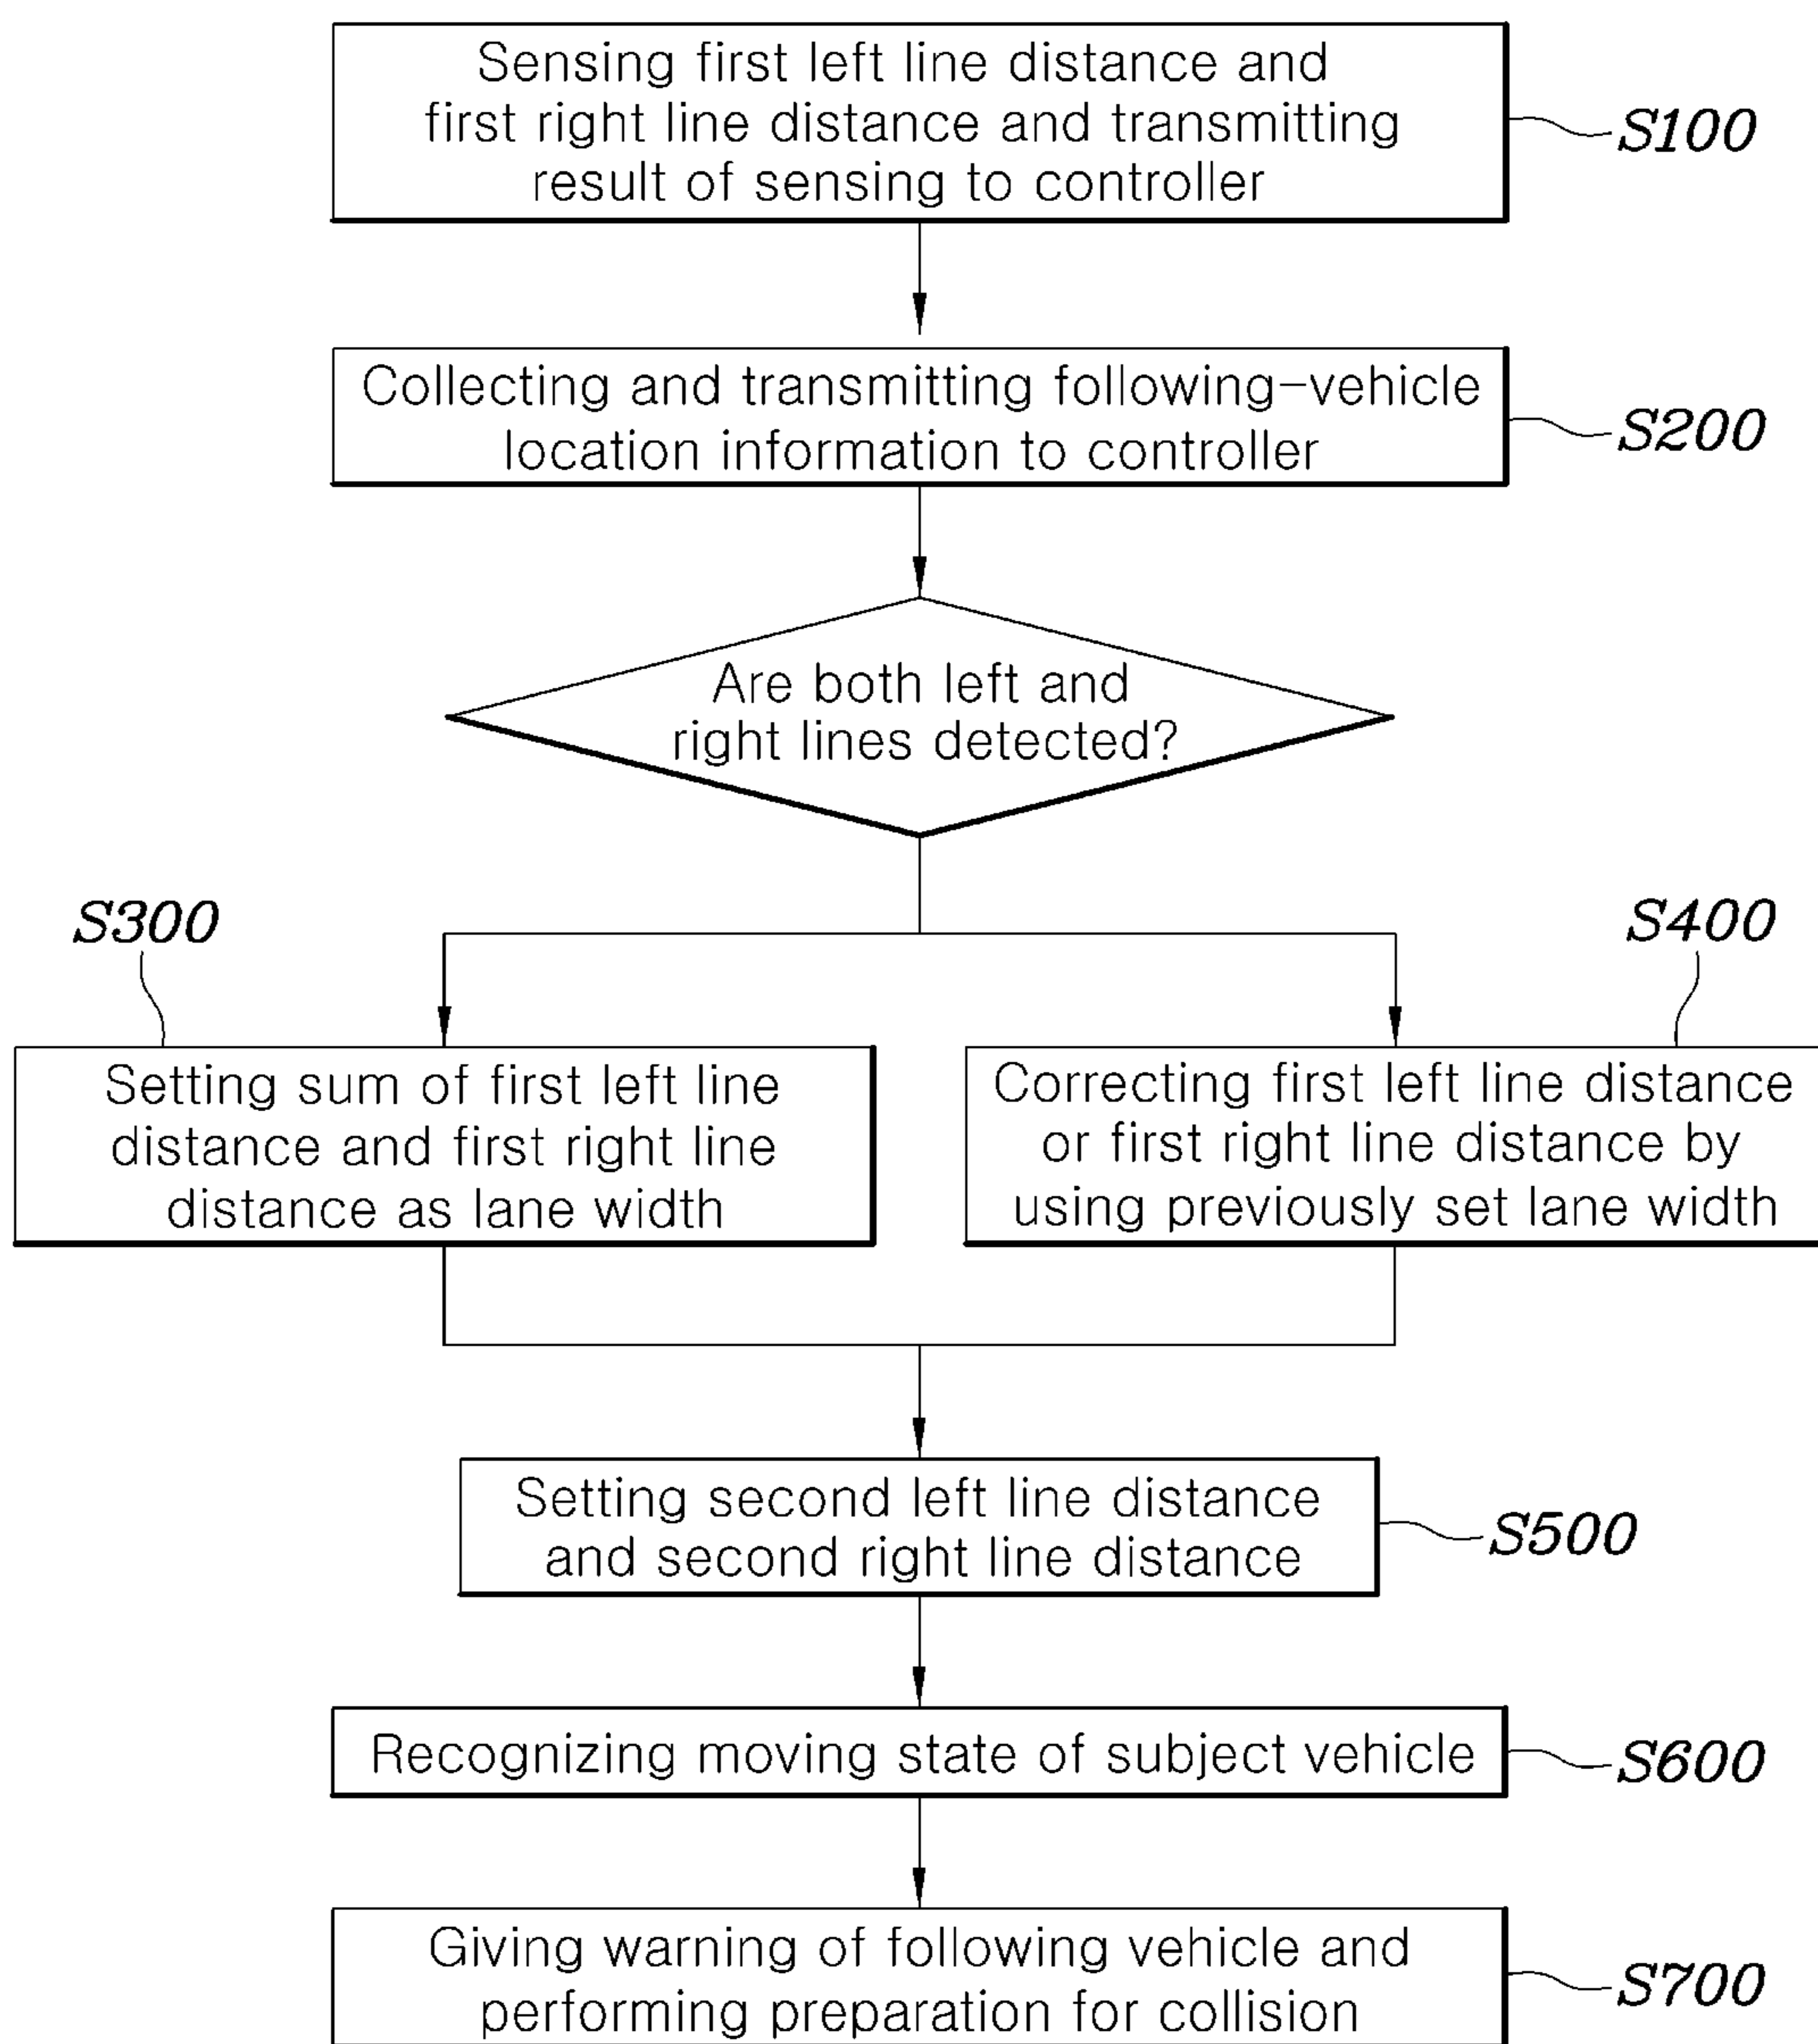 Sensing first left line distance and
first right line distance and transmitting
result of sensing to controller
S100
Collecting and transmitting following-vehicle
location information to controller
S200
Are both left and
right lines detected?
S300
S400
Setting sum of first left line
distance and first right line
distance as lane width
Correcting first left line distance
or first right line distance by
using previously set lane width
Setting second left line distance
and second right line distance
S500
Recognizing moving state of subject vehicle
S600
Giving warning of following vehicle and
performing preparation for collision
S700